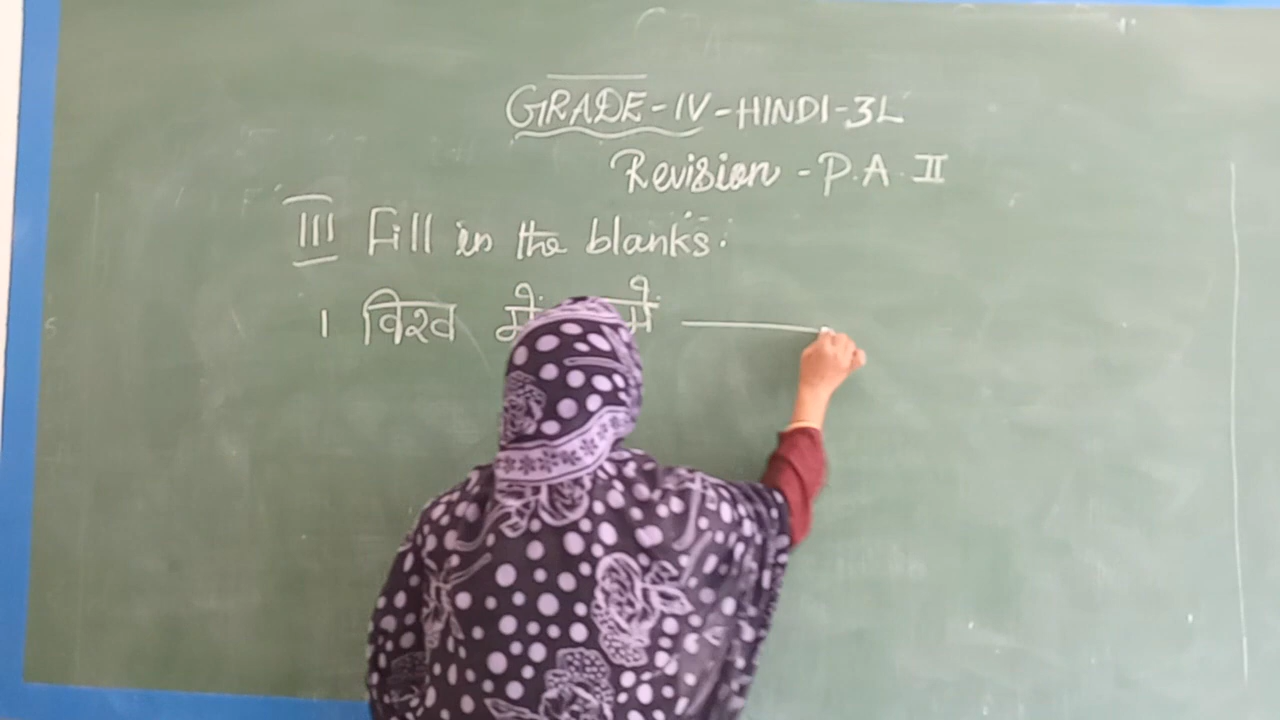 GRADE-IV-HINDI-3L
Revision - P.A. II
III Fill in the blanks.
1 विश्व में